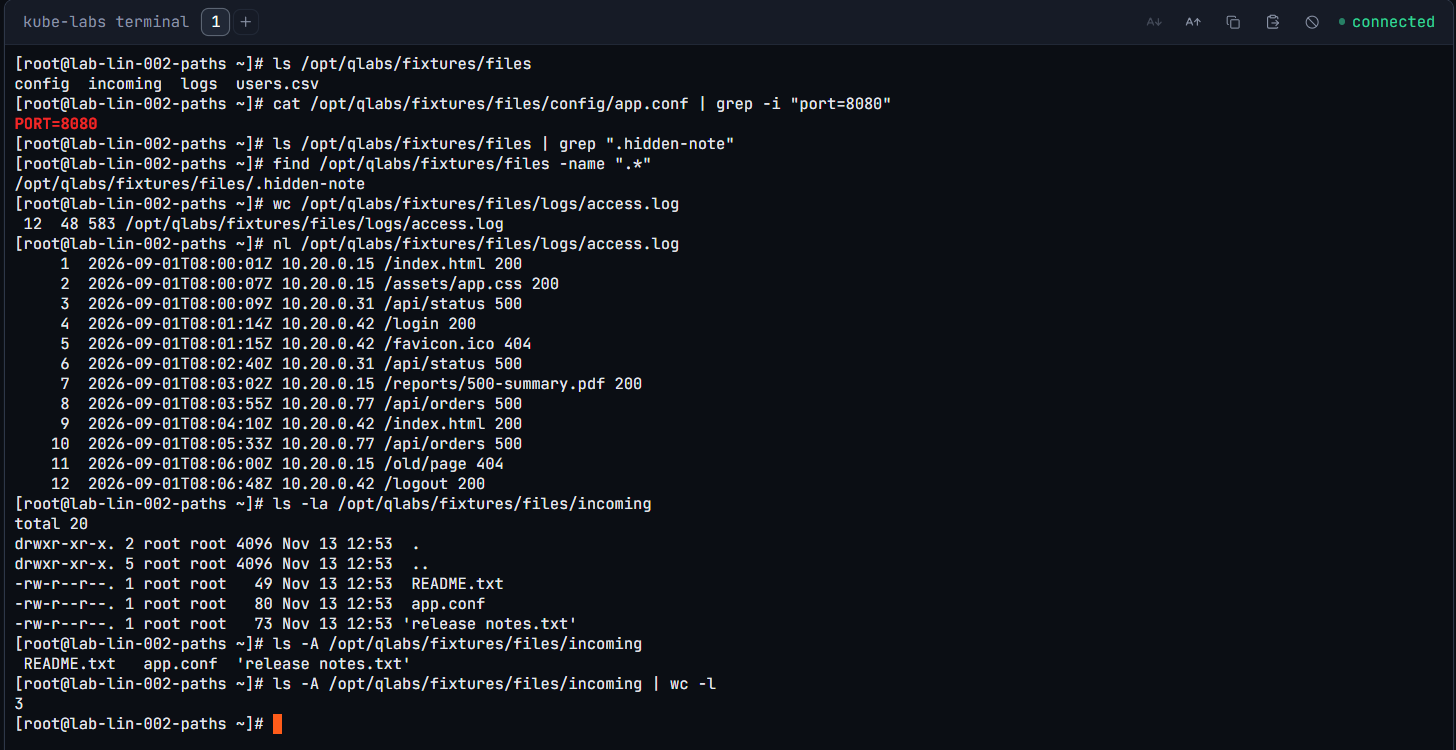 kube-labs terminal 1 + A↓ A↑ connected
[root@lab-lin-002-paths ~]# ls /opt/qlabs/fixtures/files
config  incoming  logs  users.csv
[root@lab-lin-002-paths ~]# cat /opt/qlabs/fixtures/files/config/app.conf | grep -i "port=8080"
PORT=8080
[root@lab-lin-002-paths ~]# ls /opt/qlabs/fixtures/files | grep ".hidden-note"
[root@lab-lin-002-paths ~]# find /opt/qlabs/fixtures/files -name ".*"
/opt/qlabs/fixtures/files/.hidden-note
[root@lab-lin-002-paths ~]# wc /opt/qlabs/fixtures/files/logs/access.log
 12  48 583 /opt/qlabs/fixtures/files/logs/access.log
[root@lab-lin-002-paths ~]# nl /opt/qlabs/fixtures/files/logs/access.log
     1  2026-09-01T08:00:01Z 10.20.0.15 /index.html 200
     2  2026-09-01T08:00:07Z 10.20.0.15 /assets/app.css 200
     3  2026-09-01T08:00:09Z 10.20.0.31 /api/status 500
     4  2026-09-01T08:01:14Z 10.20.0.42 /login 200
     5  2026-09-01T08:01:15Z 10.20.0.42 /favicon.ico 404
     6  2026-09-01T08:02:40Z 10.20.0.31 /api/status 500
     7  2026-09-01T08:03:02Z 10.20.0.15 /reports/500-summary.pdf 200
     8  2026-09-01T08:03:55Z 10.20.0.77 /api/orders 500
     9  2026-09-01T08:04:10Z 10.20.0.42 /index.html 200
    10  2026-09-01T08:05:33Z 10.20.0.77 /api/orders 500
    11  2026-09-01T08:06:00Z 10.20.0.15 /old/page 404
    12  2026-09-01T08:06:48Z 10.20.0.42 /logout 200
[root@lab-lin-002-paths ~]# ls -la /opt/qlabs/fixtures/files/incoming
total 20
drwxr-xr-x. 2 root root 4096 Nov 13 12:53  .
drwxr-xr-x. 5 root root 4096 Nov 13 12:53  ..
-rw-r--r--. 1 root root   49 Nov 13 12:53  README.txt
-rw-r--r--. 1 root root   80 Nov 13 12:53  app.conf
-rw-r--r--. 1 root root   73 Nov 13 12:53 'release notes.txt'
[root@lab-lin-002-paths ~]# ls -A /opt/qlabs/fixtures/files/incoming
 README.txt   app.conf  'release notes.txt'
[root@lab-lin-002-paths ~]# ls -A /opt/qlabs/fixtures/files/incoming | wc -l
3
[root@lab-lin-002-paths ~]#